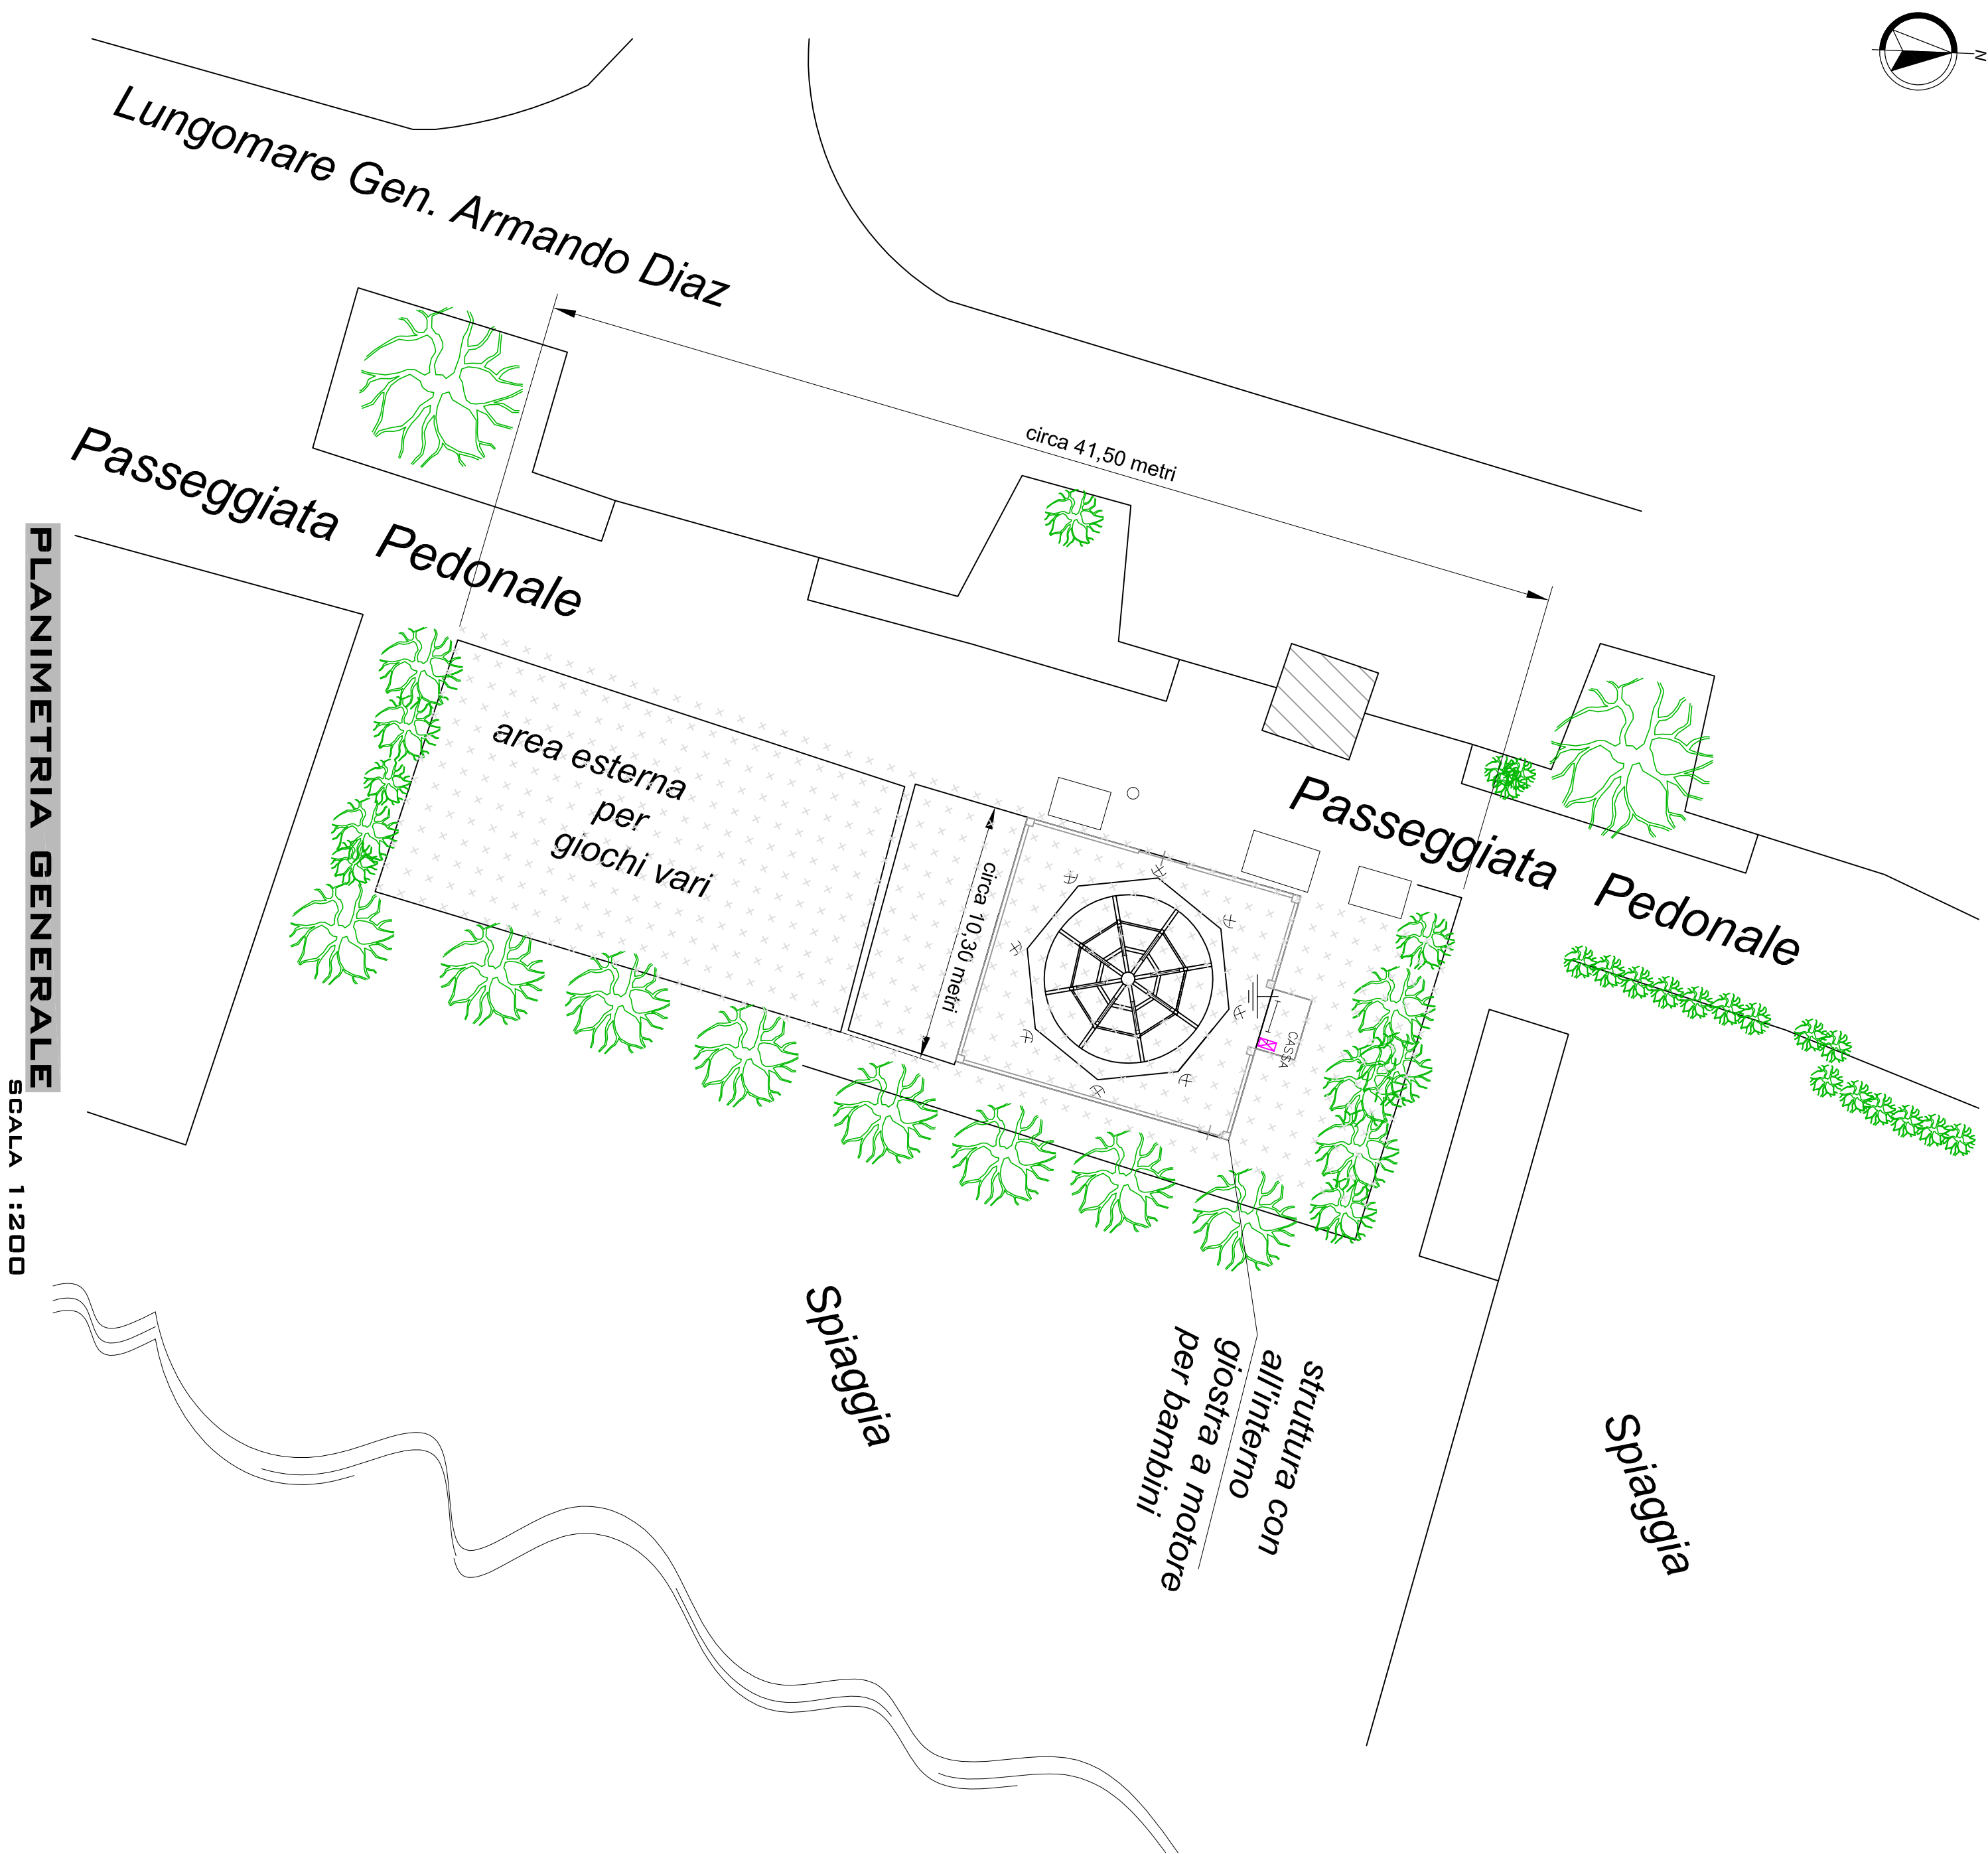 N
Lungomare Gen. Armando Diaz
circa 41,50 metri
Passeggiata Pedonale
PLANIMETRIA GENERALE
SCALA 1:200
area esterna
per
giochi vari
circa 10,30 metri
CASSA
Passeggiata Pedonale
Spiaggia
struttura con
all'interno
giostra a motore
per bambini
Spiaggia